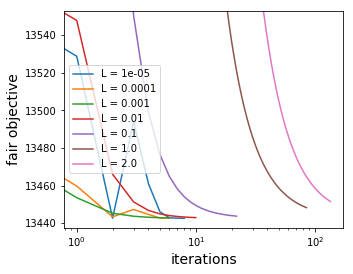 fair objective
13540
13520
13500
13480
13460
13440
L = 1e-05
L = 0.0001
L = 0.001
L = 0.01
L = 0.1
L = 1.0
L = 2.0
10⁰ 10¹ 10²
iterations